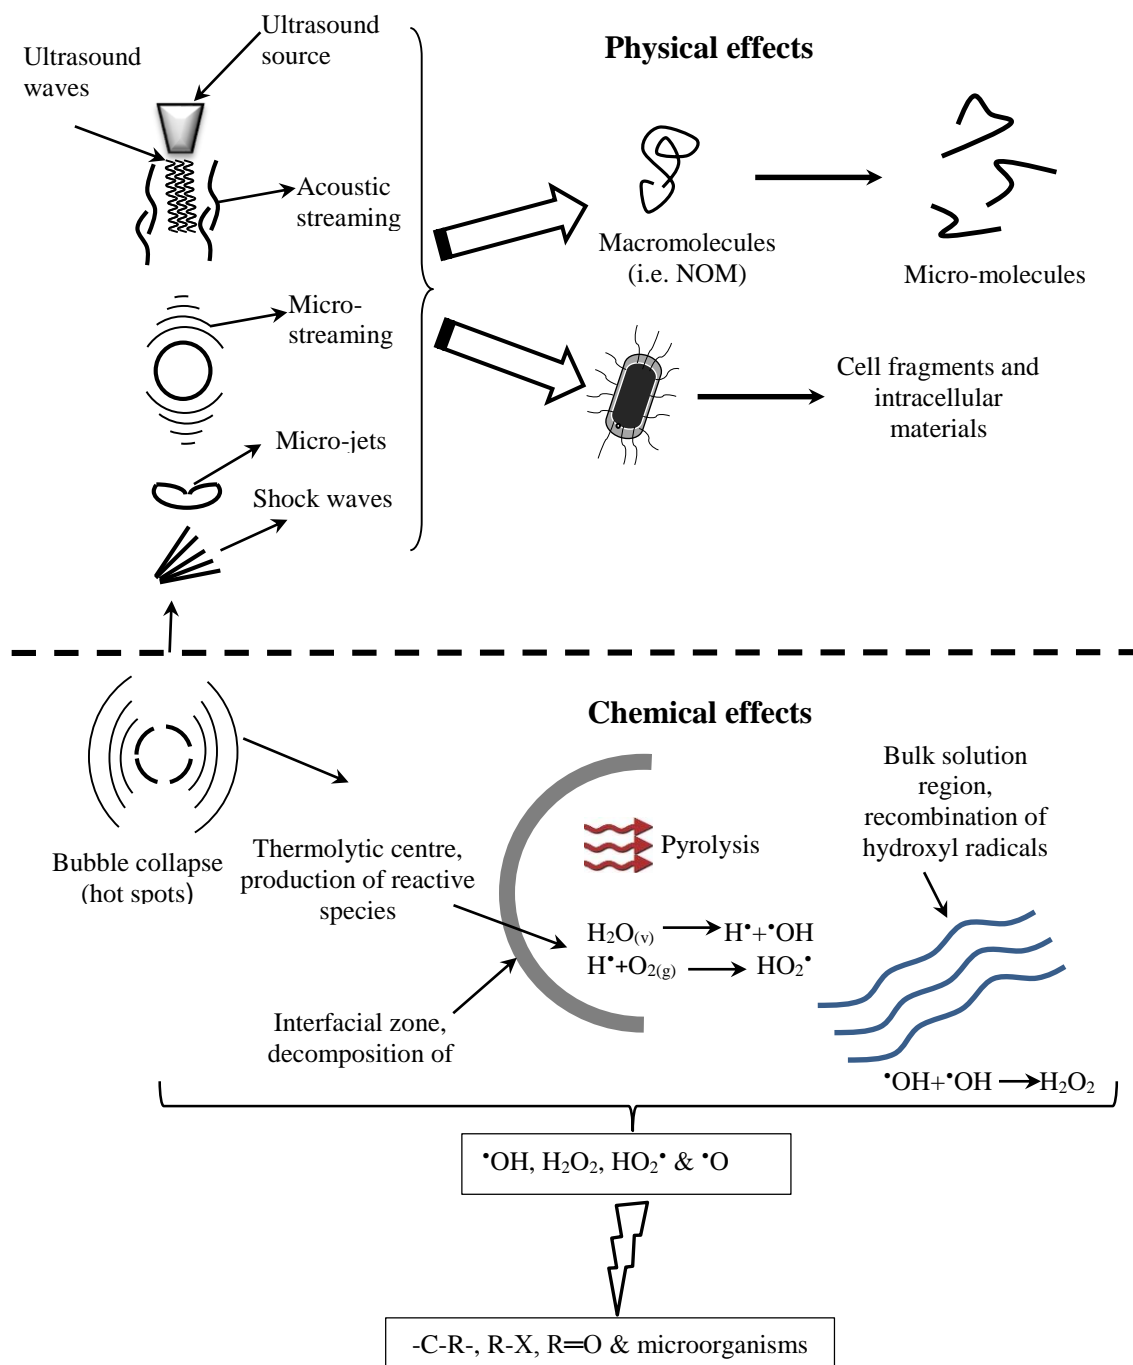 Ultrasound
source
Ultrasound
waves
Acoustic
streaming
Micro-
streaming
Micro-jets
Shock waves
Physical effects
Macromolecules
(i.e. NOM)
Micro-molecules
Cell fragments and
intracellular
materials
Chemical effects
Bubble collapse
(hot spots)
Thermolytic centre,
production of reactive
species
Interfacial zone,
decomposition of
Pyrolysis
H₂O(v) → H•+•OH
H•+O₂(g) → HO₂•
Bulk solution
region,
recombination of
hydroxyl radicals
•OH+•OH → H₂O₂
•OH, H₂O₂, HO₂• & •O
-C-R-, R-X, R═O & microorganisms